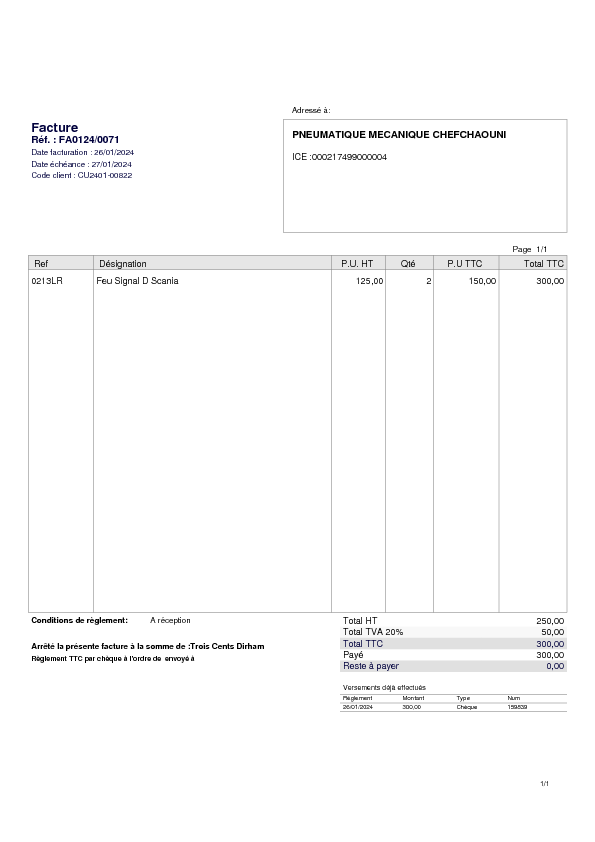 Adressé à:
Facture
Réf. : FA0124/0071
Date facturation : 26/01/2024
Date échéance : 27/01/2024
Code client : CU2401-00822
PNEUMATIQUE MECANIQUE CHEFCHAOUNI
ICE :000217499000004
Page 1/1
Ref Désignation P.U. HT Qté P.U TTC Total TTC
0213LR Feu Signal D Scania 125,00 2 150,00 300,00
Conditions de règlement: A réception
Total HT 250,00
Total TVA 20% 50,00
Total TTC 300,00
Payé 300,00
Reste à payer 0,00
Arrêté la présente facture à la somme de :Trois Cents Dirham
Règlement TTC par chèque à l'ordre de envoyé à
Versements déjà effectués
Règlement Montant Type Num
26/01/2024 300,00 Chèque 159839
1/1